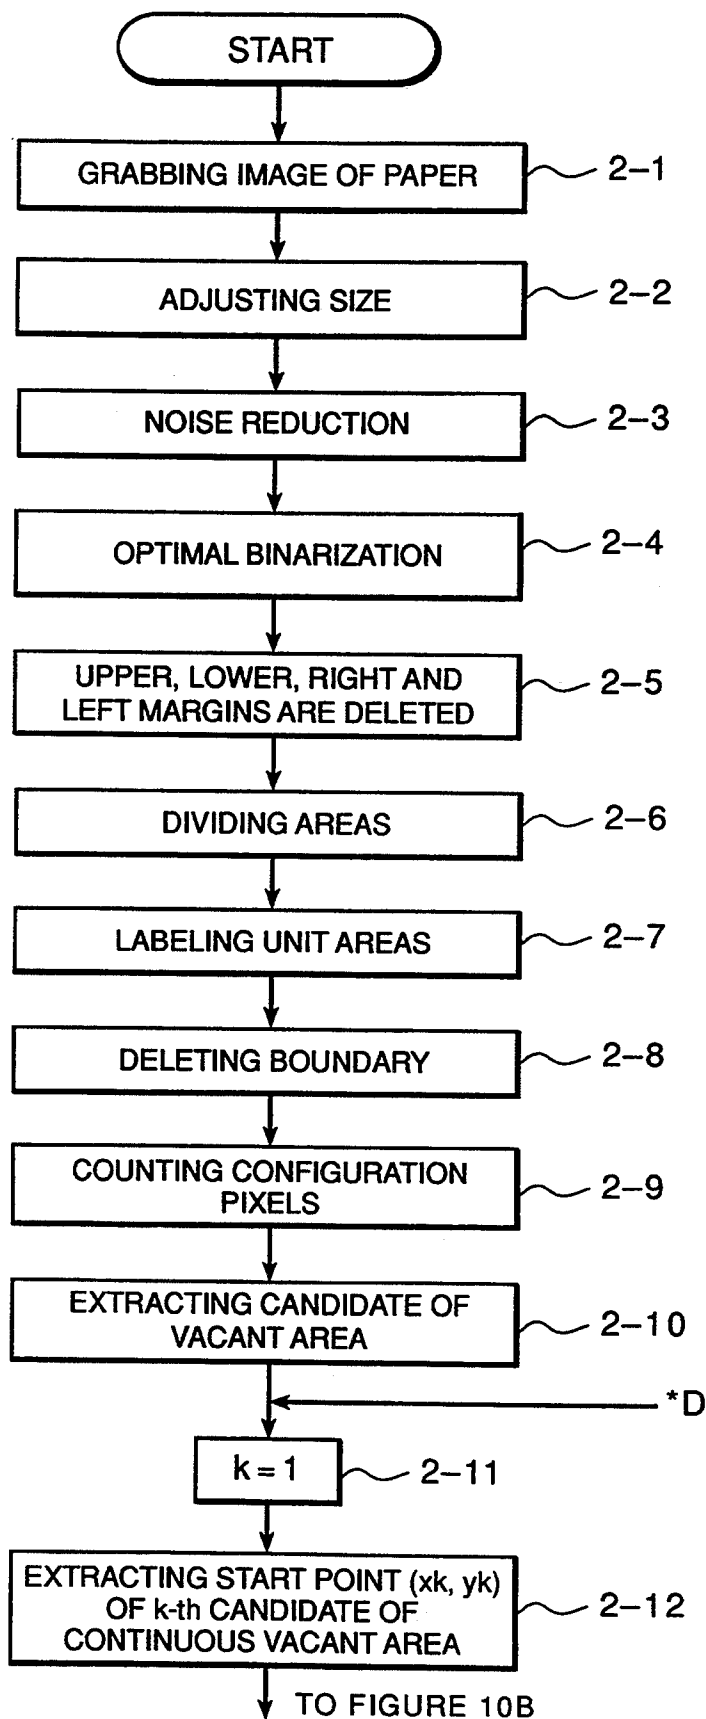 START
GRABBING IMAGE OF PAPER
2-1
ADJUSTING SIZE
2-2
NOISE REDUCTION
2-3
OPTIMAL BINARIZATION
2-4
UPPER, LOWER, RIGHT AND
LEFT MARGINS ARE DELETED
2-5
DIVIDING AREAS
2-6
LABELING UNIT AREAS
2-7
DELETING BOUNDARY
2-8
COUNTING CONFIGURATION
PIXELS
2-9
EXTRACTING CANDIDATE OF
VACANT AREA
2-10
*D
k = 1
2-11
EXTRACTING START POINT (xk, yk)
OF k-th CANDIDATE OF
CONTINUOUS VACANT AREA
2-12
TO FIGURE 10B